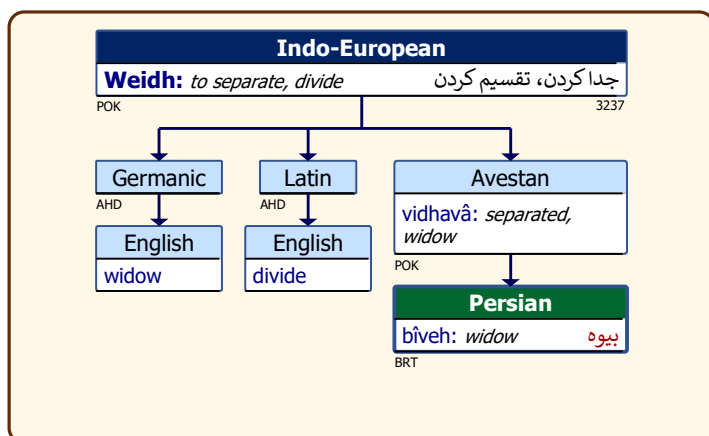 Indo-European
Weidh: to separate, divide جدا کردن، تقسیم کردن
POK 3237
Germanic Latin Avestan
AHD AHD
vidhavâ: separated,
widow
English English
widow divide
POK
Persian
bîveh: widow بیوه
BRT